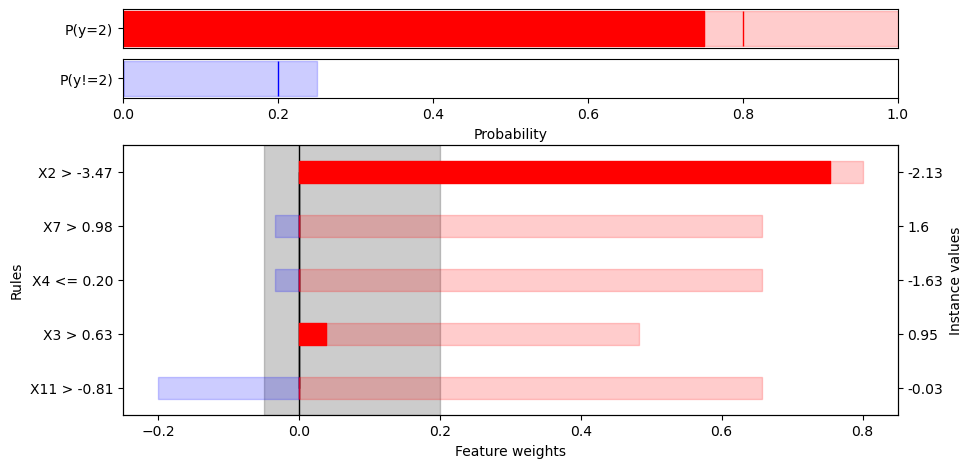 P(y=2)
P(y!=2)
0.0 0.2 0.4 0.6 0.8 1.0
Probability
X2 > -3.47 -2.13
X7 > 0.98 1.6
X4 <= 0.20 -1.63
X3 > 0.63 0.95
X11 > -0.81 -0.03
Rules
Instance values
−0.2 0.0 0.2 0.4 0.6 0.8
Feature weights